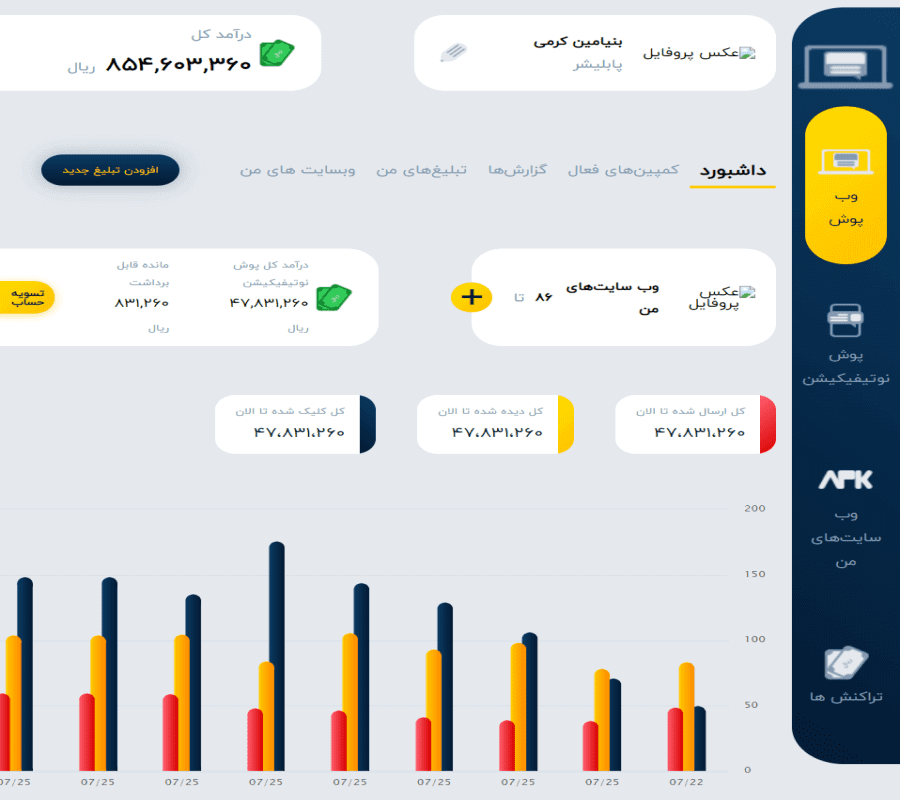 وب
پوش
پوش
نوتیفیکیشن
APK
وب
سایت‌های
من
تراکنش ها
عکس پروفایل
بنیامین کرمی
پابلیشر
درآمد کل
۸۵۴,۶۰۳,۳۶۰ ریال
داشبورد
کمپین‌های فعال
گزارش‌ها
تبلیغ‌های من
وبسایت های من
افزودن تبلیغ جدید
عکس
پروفایل
وب سایت‌های
من
۸۶ تا
+
درآمد کل پوش
نوتیفیکیشن
۴۷,۸۳۱,۲۶۰
ریال
مانده قابل
برداشت
۸۳۱,۲۶۰
ریال
تسویه
حساب
کل ارسال شده تا الان
۴۷،۸۳۱،۲۶۰
کل دیده شده تا الان
۴۷،۸۳۱،۲۶۰
کل کلیک شده تا الان
۴۷،۸۳۱،۲۶۰
200
150
100
50
0
07/22
07/25
07/25
07/25
07/25
07/25
07/25
07/25
07/25